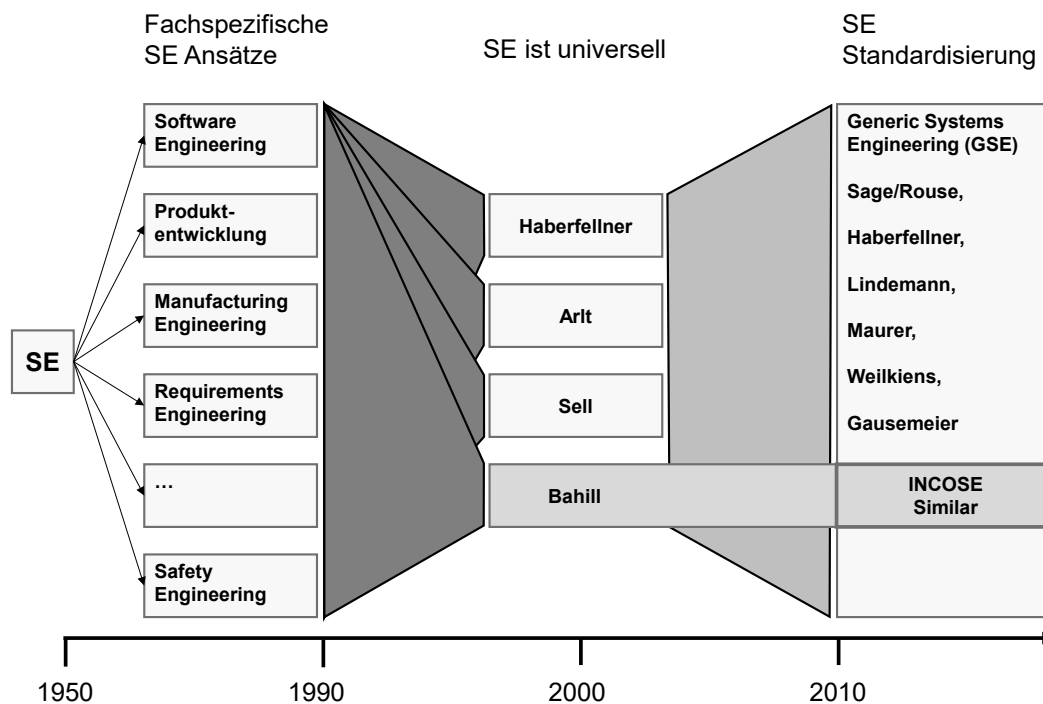 Fachspezifische
SE Ansätze
SE ist universell
SE
Standardisierung
SE
Software
Engineering
Produkt-
entwicklung
Manufacturing
Engineering
Requirements
Engineering
…
Safety
Engineering
Haberfellner
Arlt
Sell
Bahill
Generic Systems
Engineering (GSE)
Sage/Rouse,
Haberfellner,
Lindemann,
Maurer,
Weilkiens,
Gausemeier
INCOSE
Similar
1950
1990
2000
2010